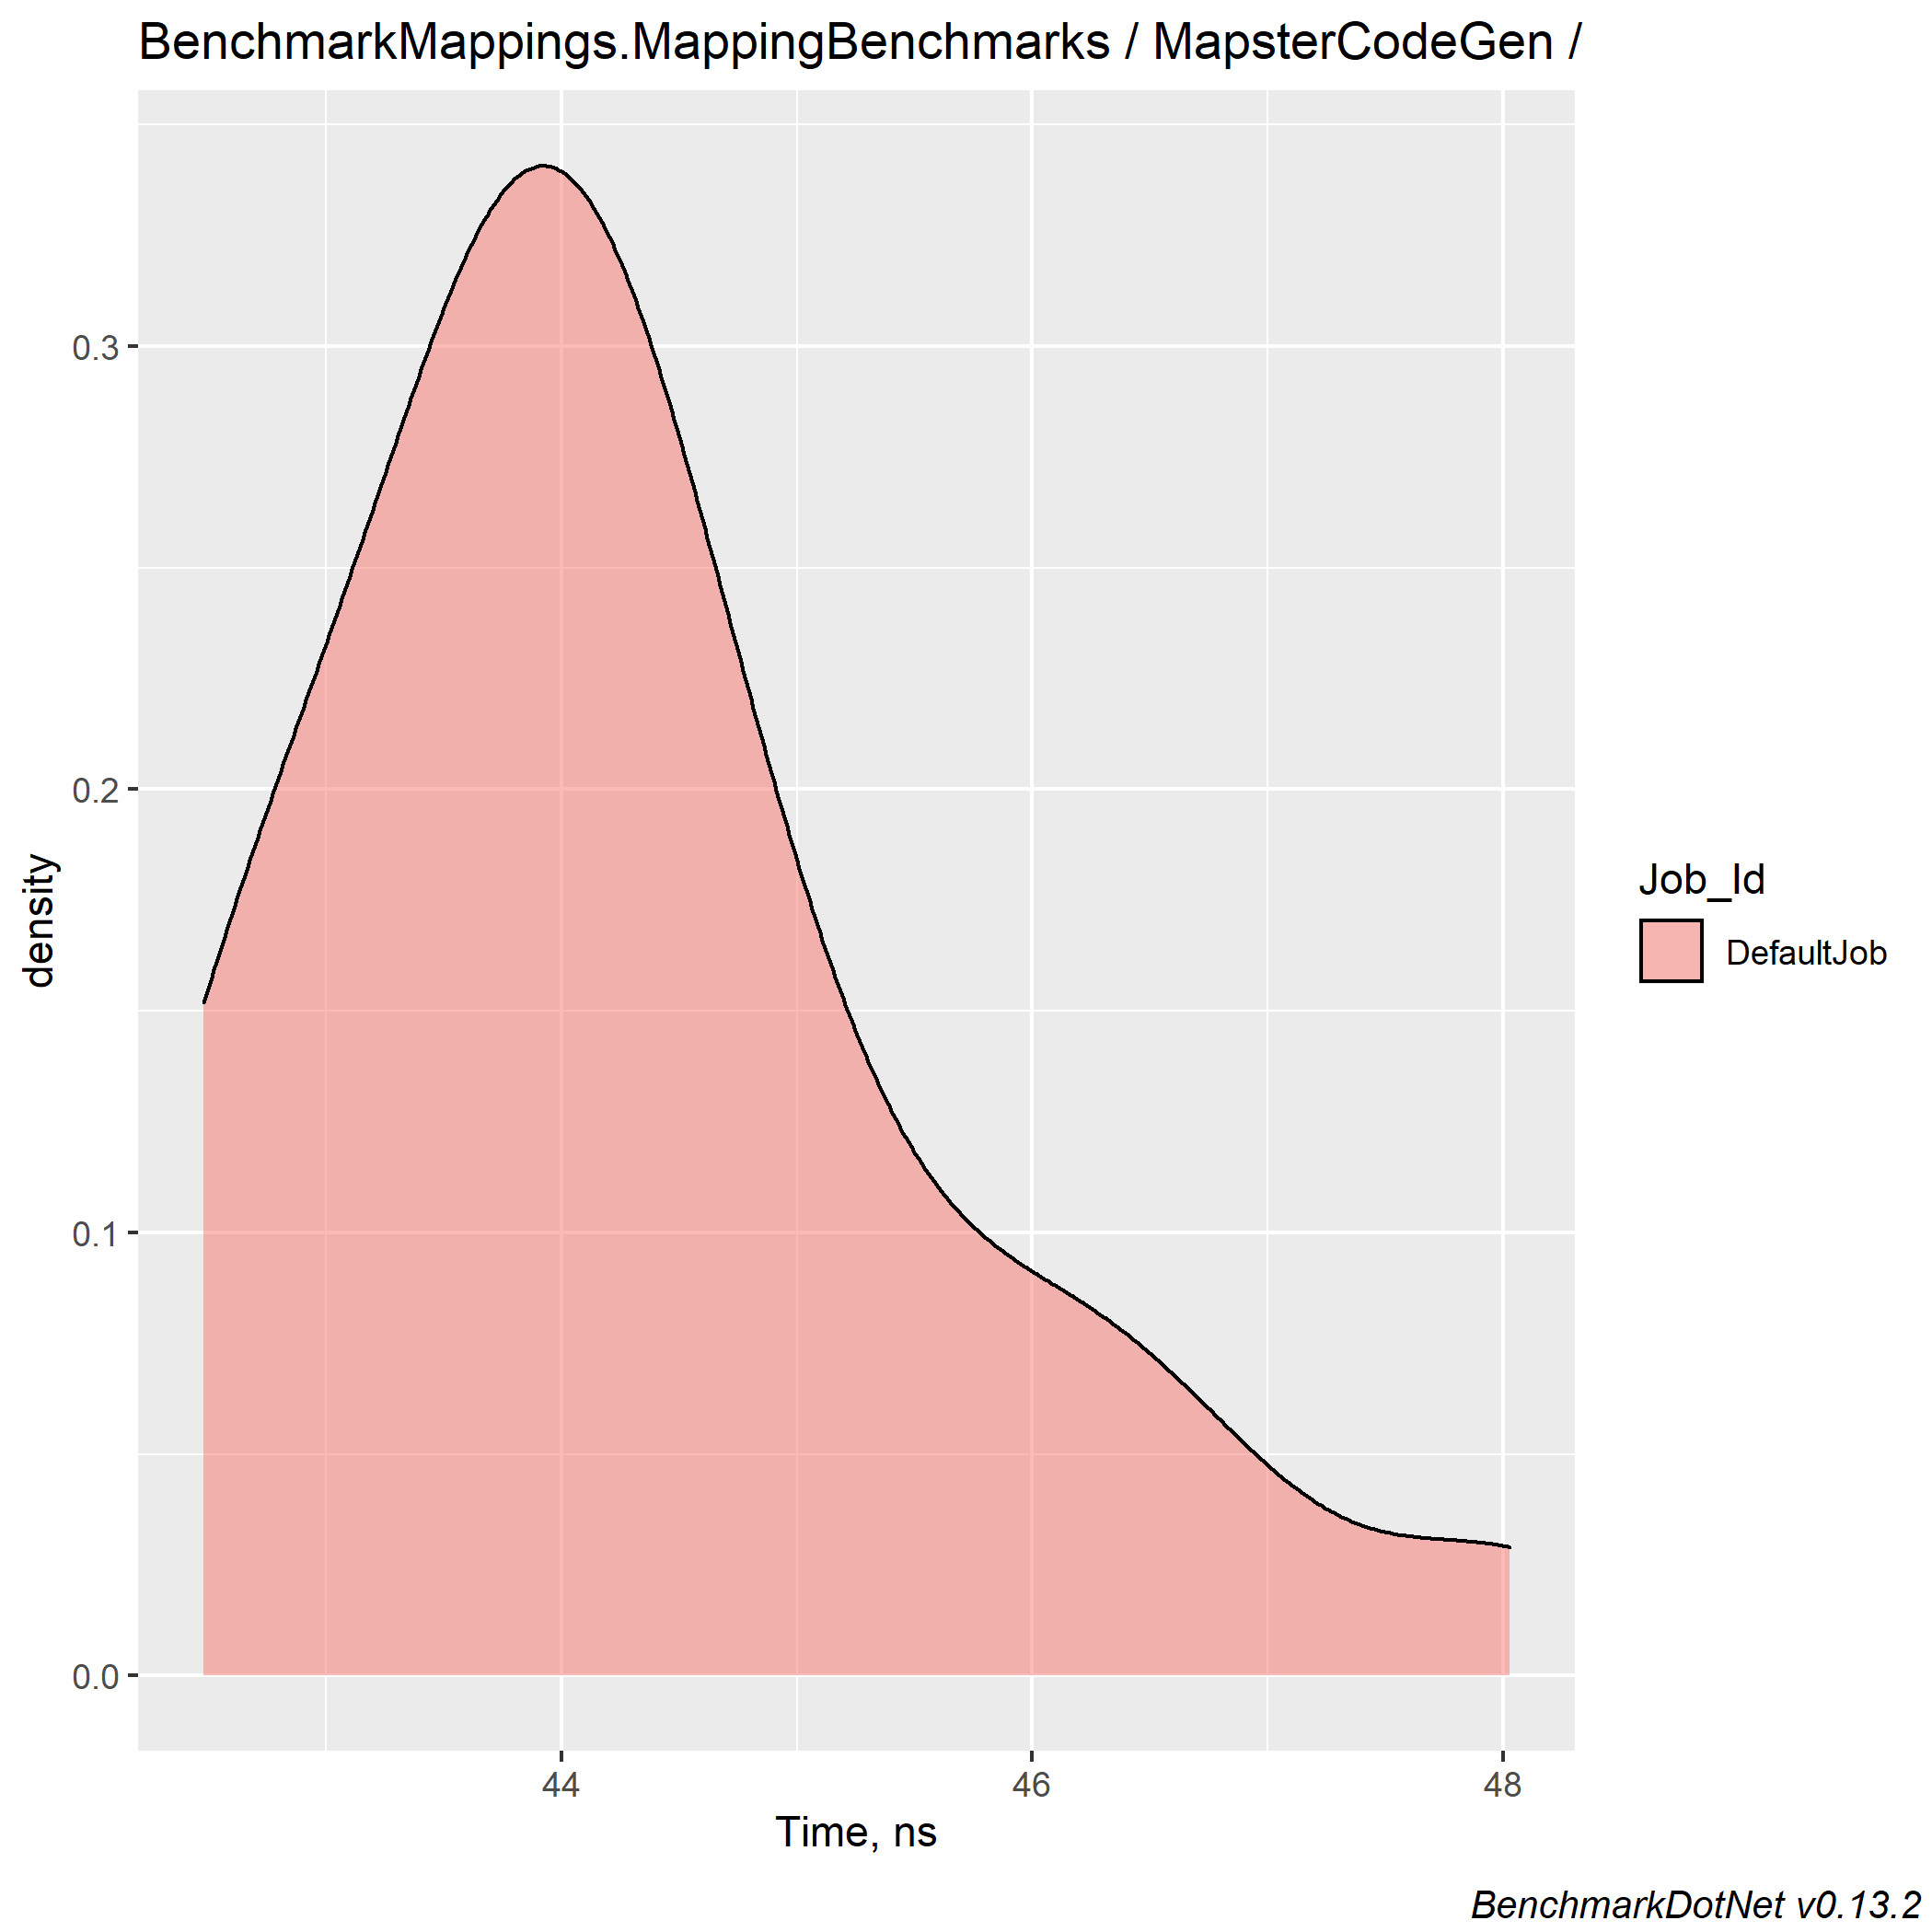 BenchmarkMappings.MappingBenchmarks / MapsterCodeGen /
0.3
0.2
0.1
0.0
density
44
46
48
Time, ns
Job_Id
DefaultJob
BenchmarkDotNet v0.13.2